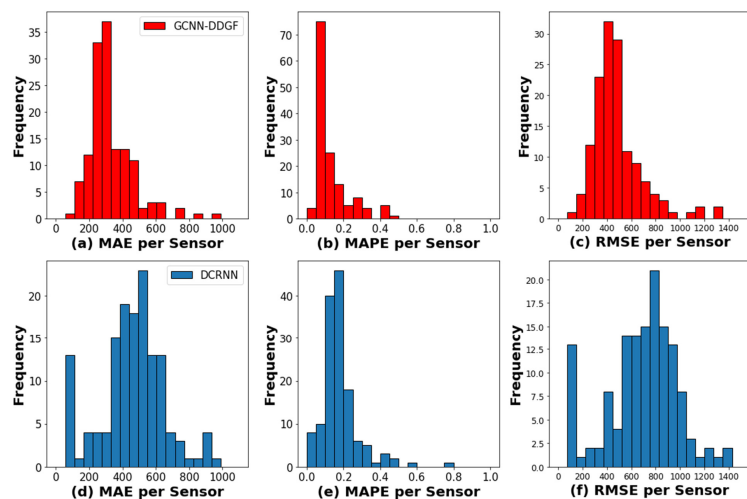 GCNN-DDGF
Frequency
35
30
25
20
15
10
5
0
0 200 400 600 800 1000
(a) MAE per Sensor
Frequency
70
60
50
40
30
20
10
0
0.0 0.2 0.4 0.6 0.8 1.0
(b) MAPE per Sensor
Frequency
30
25
20
15
10
5
0
0 200 400 600 800 1000 1200 1400
(c) RMSE per Sensor
DCRNN
Frequency
20
15
10
5
0
0 200 400 600 800 1000
(d) MAE per Sensor
Frequency
40
30
20
10
0
0.0 0.2 0.4 0.6 0.8 1.0
(e) MAPE per Sensor
Frequency
20.0
17.5
15.0
12.5
10.0
7.5
5.0
2.5
0.0
0 200 400 600 800 1000 1200 1400
(f) RMSE per Sensor